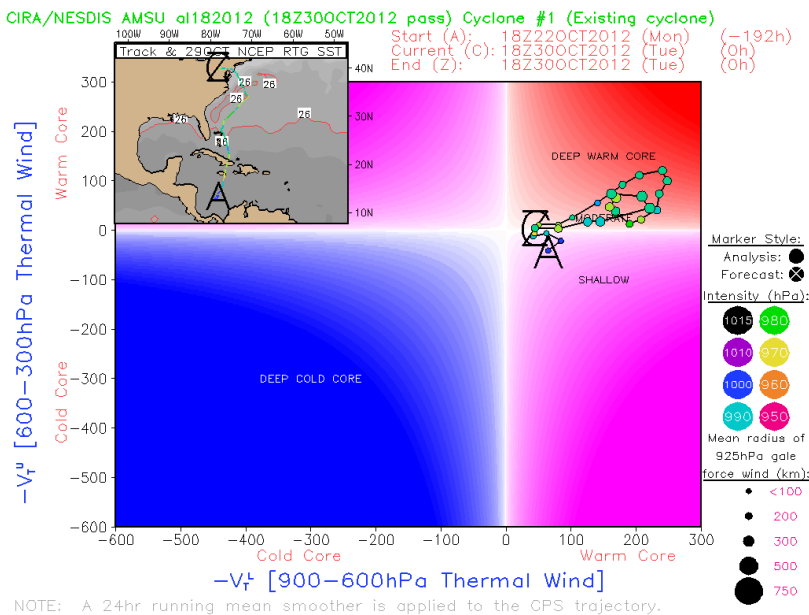 CIRA/NESDIS AMSU al182012 (18Z30OCT2012 pass) Cyclone #1 (Existing cyclone)
Start (A): 18Z22OCT2012 (Mon) (-192h)
Current (C): 18Z30OCT2012 (Tue) (0h)
End (Z): 18Z30OCT2012 (Tue) (0h)
100W 90W 80W 70W 60W 50W
Track & 29OCT NCEP RTG SST
40N
30N
20N
10N
26
26
26
26
26
C
A
-V_T^U [600-300hPa Thermal Wind]
Warm Core
Cold Core
300
200
100
0
-100
-200
-300
-400
-500
-600
DEEP WARM CORE
MODERATE
SHALLOW
DEEP COLD CORE
C
A
-600 -500 -400 -300 -200 -100 0 100 200 300
Cold Core Warm Core
-V_T^L [900-600hPa Thermal Wind]
Marker Style:
Analysis:
Forecast:
Intensity (hPa):
1015 980
1010 970
1000 960
990 950
Mean radius of
925hPa gale
force wind (km):
<100
200
300
500
750
NOTE: A 24hr running mean smoother is applied to the CPS trajectory.